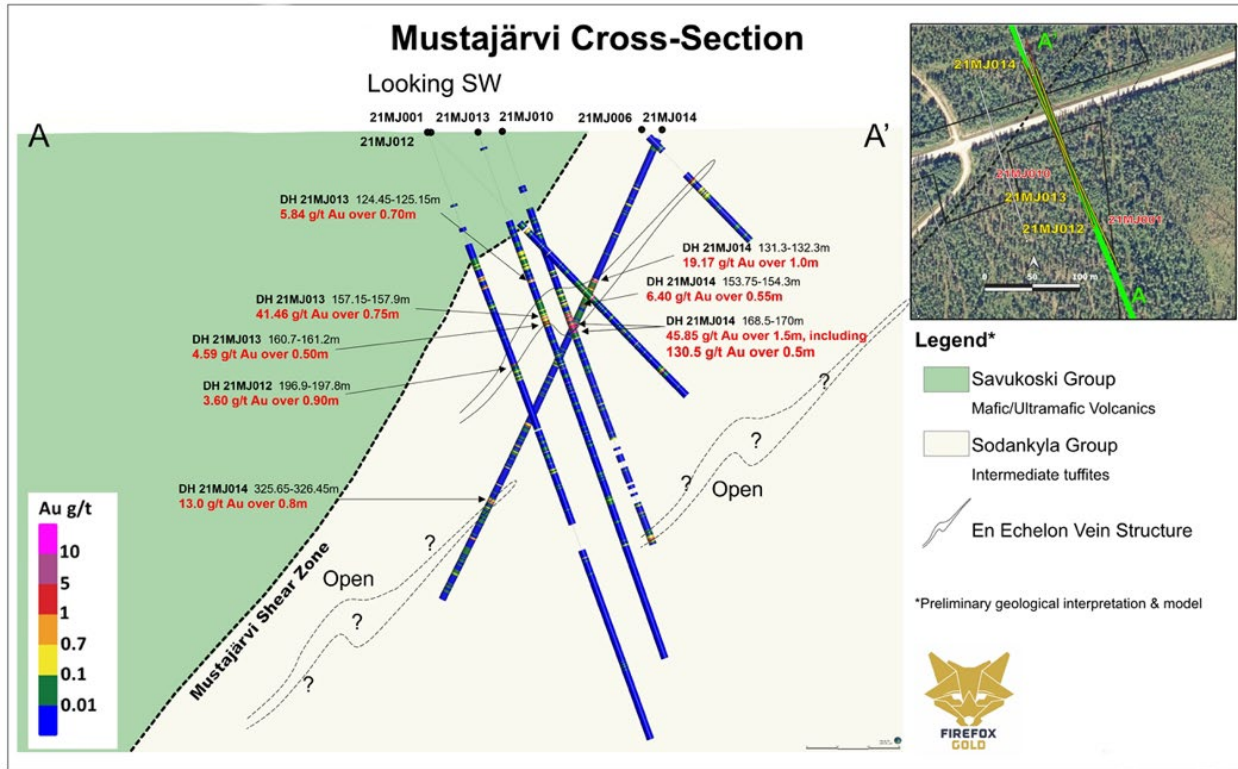 Mustajärvi Cross-Section
Looking SW
A
A'
21MJ001
21MJ013
21MJ010
21MJ006
21MJ014
21MJ012
DH 21MJ013 124.45-125.15m
5.84 g/t Au over 0.70m
DH 21MJ013 157.15-157.9m
41.46 g/t Au over 0.75m
DH 21MJ013 160.7-161.2m
4.59 g/t Au over 0.50m
DH 21MJ012 196.9-197.8m
3.60 g/t Au over 0.90m
DH 21MJ014 325.65-326.45m
13.0 g/t Au over 0.8m
DH 21MJ014 131.3-132.3m
19.17 g/t Au over 1.0m
DH 21MJ014 153.75-154.3m
6.40 g/t Au over 0.55m
DH 21MJ014 168.5-170m
45.85 g/t Au over 1.5m, including
130.5 g/t Au over 0.5m
?
?
?
Open
?
?
?
Open
Mustajärvi Shear Zone
Au g/t
10
5
1
0.7
0.1
0.01
A'
21MJ014
21MJ010
21MJ013
21MJ012
21MJ001
A
0 50 100 m
A
Legend*
Savukoski Group
Mafic/Ultramafic Volcanics
Sodankyla Group
Intermediate tuffites
En Echelon Vein Structure
*Preliminary geological interpretation & model
FIREFOX
GOLD